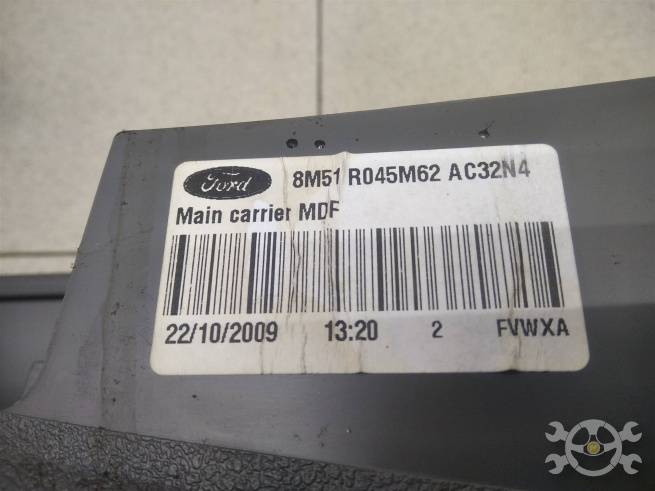 Ford 8M51 R045M62 AC32N4
Main carrier MDF
22/10/2009 13:20 2 FVWXA